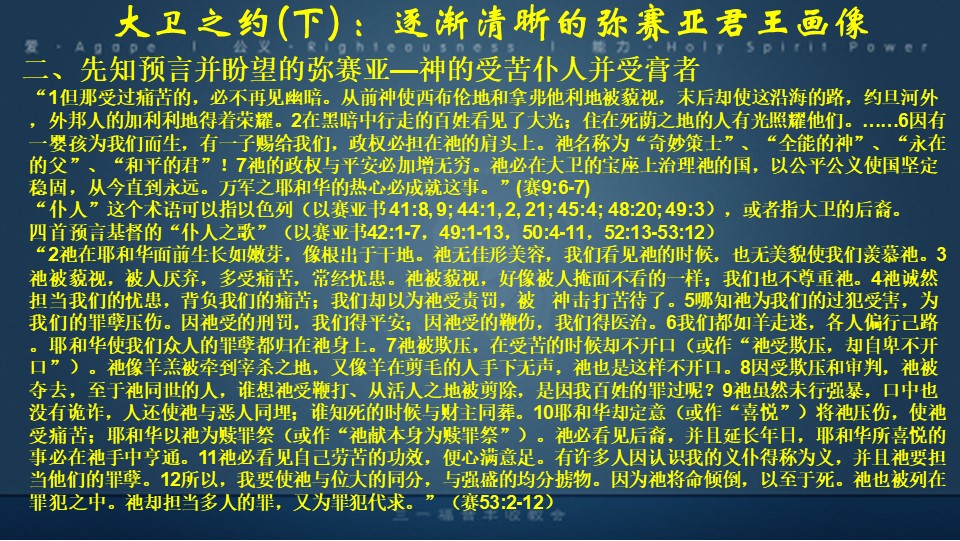 大卫之约(下)：逐渐清晰的弥赛亚君王画像
爱·Agape | 公义·Righteousness | 能力·Holy Spirit Power
二、先知预言并盼望的弥赛亚—神的受苦仆人并受膏者
“1但那受过痛苦的，必不再见幽暗。从前神使西布伦地和拿弗他利地被藐视，末后却使这沿海的路，约旦河外
，外邦人的加利利地得着荣耀。2在黑暗中行走的百姓看见了大光；住在死荫之地的人有光照耀他们。……6因有
一婴孩为我们而生，有一子赐给我们，政权必担在祂的肩头上。祂名称为“奇妙策士”、“全能的神”、“永在
的父”、“和平的君”！7祂的政权与平安必加增无穷。祂必在大卫的宝座上治理祂的国，以公平公义使国坚定
稳固，从今直到永远。万军之耶和华的热心必成就这事。”(赛9:6-7)
“仆人”这个术语可以指以色列（以赛亚书 41:8, 9; 44:1, 2, 21; 45:4; 48:20; 49:3），或者指大卫的后裔。
四首预言基督的“仆人之歌”（以赛亚书42:1-7，49:1-13，50:4-11，52:13-53:12）
“2祂在耶和华面前生长如嫩芽，像根出于干地。祂无佳形美容，我们看见祂的时候，也无美貌使我们羡慕祂。3
祂被藐视，被人厌弃，多受痛苦，常经忧患。祂被藐视，好像被人掩面不看的一样；我们也不尊重祂。4祂诚然
担当我们的忧患，背负我们的痛苦；我们却以为祂受责罚，被　神击打苦待了。5哪知祂为我们的过犯受害，为
我们的罪孽压伤。因祂受的刑罚，我们得平安；因祂受的鞭伤，我们得医治。6我们都如羊走迷，各人偏行己路
。耶和华使我们众人的罪孽都归在祂身上。7祂被欺压，在受苦的时候却不开口（或作“祂受欺压，却自卑不开
口”）。祂像羊羔被牵到宰杀之地，又像羊在剪毛的人手下无声，祂也是这样不开口。8因受欺压和审判，祂被
夺去，至于祂同世的人，谁想祂受鞭打、从活人之地被剪除，是因我百姓的罪过呢？9祂虽然未行强暴，口中也
没有诡诈，人还使祂与恶人同埋；谁知死的时候与财主同葬。10耶和华却定意（或作“喜悦”）将祂压伤，使祂
受痛苦；耶和华以祂为赎罪祭（或作“祂献本身为赎罪祭”）。祂必看见后裔，并且延长年日，耶和华所喜悦的
事必在祂手中亨通。11祂必看见自己劳苦的功效，便心满意足。有许多人因认识我的义仆得称为义，并且祂要担
当他们的罪孽。12所以，我要使祂与位大的同分，与强盛的均分掳物。因为祂将命倾倒，以至于死。祂也被列在
罪犯之中。祂却担当多人的罪，又为罪犯代求。”（赛53:2-12）
三一福音丰收教会